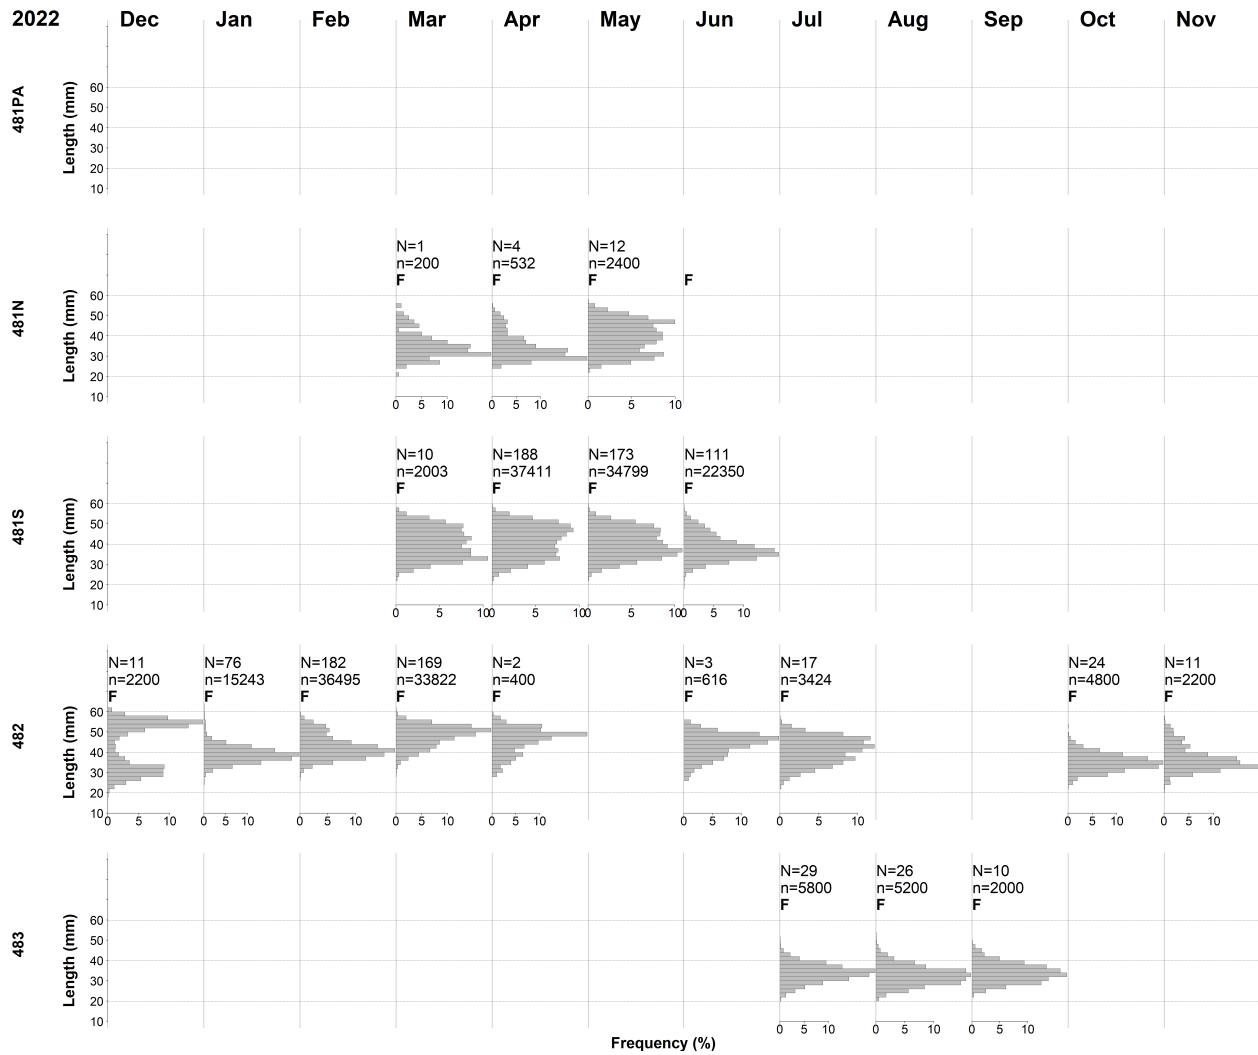 2022 Dec Jan Feb Mar Apr May Jun Jul Aug Sep Oct Nov
481PA
Length (mm)
60
50
40
30
20
10
N=1 N=4 N=12
n=200 n=532 n=2400
F F F F
481N
Length (mm)
60
50
40
30
20
10
0 5 10 0 5 10 0 5 10
N=10 N=188 N=173 N=111
n=2003 n=37411 n=34799 n=22350
F F F F
481S
Length (mm)
60
50
40
30
20
10
0 5 10 0 5 10 0 5 10 0 5 10
N=11 N=76 N=182 N=169 N=2 N=3 N=17 N=24 N=11
n=2200 n=15243 n=36495 n=33822 n=400 n=616 n=3424 n=4800 n=2200
F F F F F F F F F
482
Length (mm)
60
50
40
30
20
10
0 5 10 0 5 10 0 5 10 0 5 10 0 5 10 0 5 10 0 5 10 0 5 10 0 5 10
N=29 N=26 N=10
n=5800 n=5200 n=2000
F F F
483
Length (mm)
60
50
40
30
20
10
0 5 10 0 5 10 0 5 10
Frequency (%)